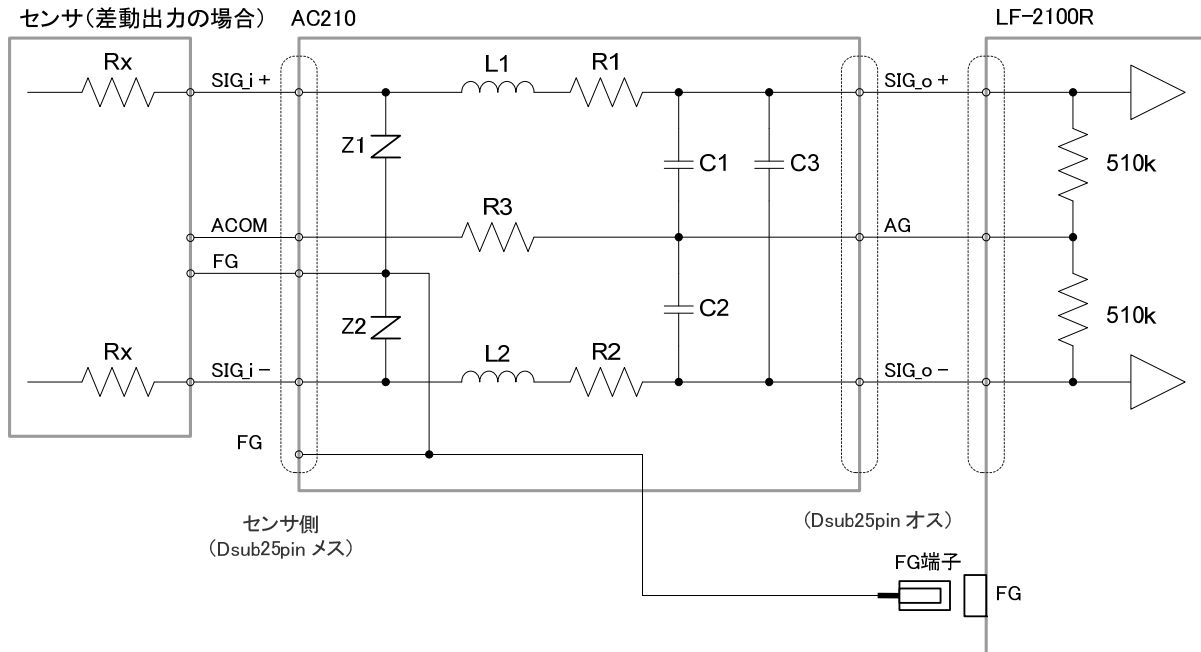 センサ(差動出力の場合) AC210
LF-2100R
Rx
SIG_i+
L1
R1
SIG_o+
Z1
C1
C3
510k
ACOM
R3
AG
FG
Z2
C2
510k
Rx
SIG_i-
L2
R2
SIG_o-
FG
センサ側
(Dsub25pin メス)
(Dsub25pin オス)
FG端子
FG